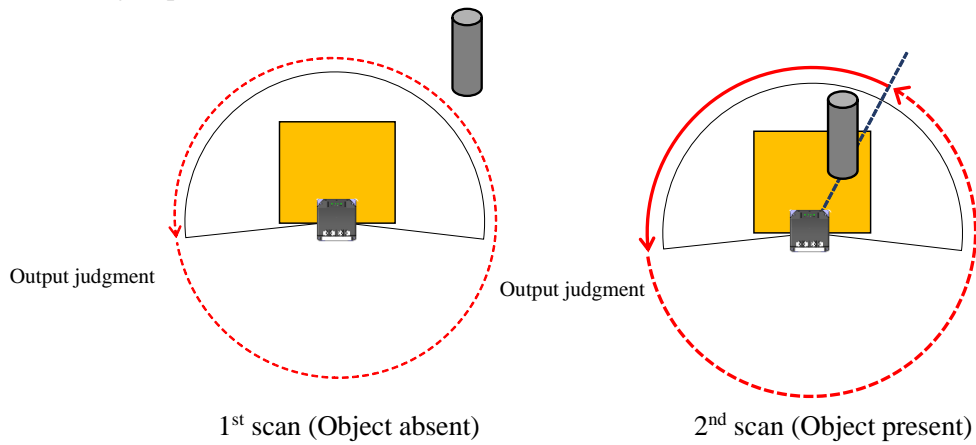 Output judgment
Output judgment
1st scan (Object absent)
2nd scan (Object present)